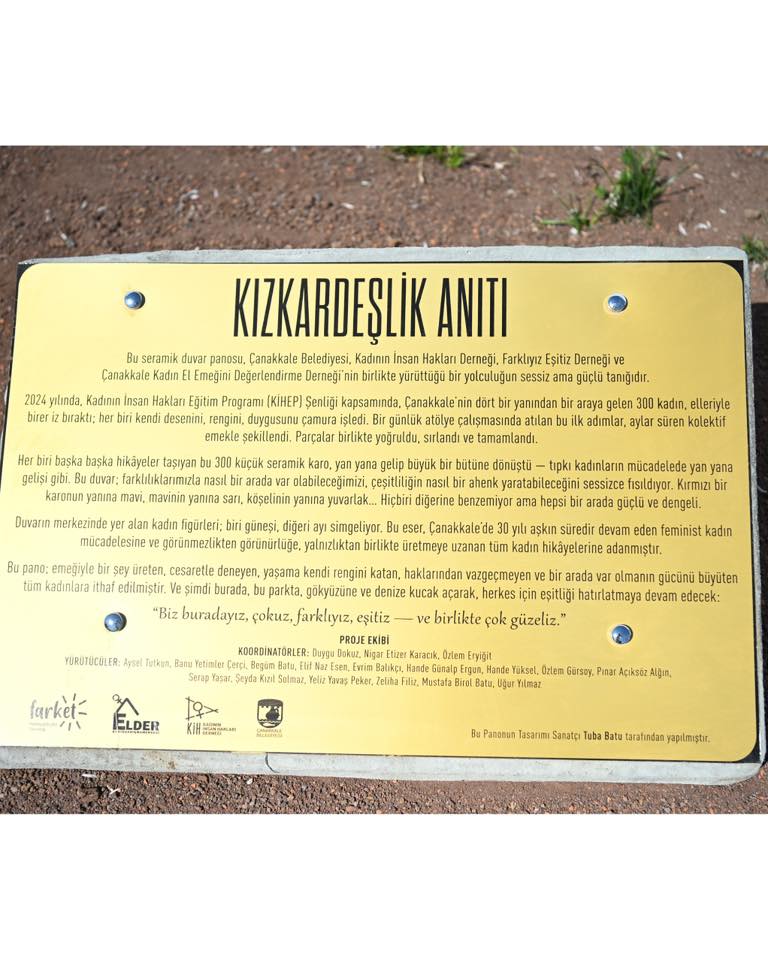 KIZKARDEŞLİK ANITI
Bu seramik duvar panosu, Çanakkale Belediyesi, Kadının İnsan Hakları Derneği, Farklıyız Eşitiz Derneği ve
Çanakkale Kadın El Emeğini Değerlendirme Derneği'nin birlikte yürüttüğü bir yolculuğun sessiz ama güçlü tanığıdır.
2024 yılında, Kadının İnsan Hakları Eğitim Programı (KİHEP) Şenliği kapsamında, Çanakkale'nin dört bir yanından bir araya gelen 300 kadın, elleriyle
birer iz bıraktı; her biri kendi desenini, rengini, duygusunu çamura işledi. Bir günlük atölye çalışmasında atılan bu ilk adımlar, aylar süren kolektif
emekle şekillendi. Parçalar birlikte yoğruldu, sırlandı ve tamamlandı.
Her biri başka başka hikâyeler taşıyan bu 300 küçük seramik karo, yan yana gelip büyük bir bütüne dönüştü — tıpkı kadınların mücadelede yan yana
gelişi gibi. Bu duvar; farklılıklarımızla nasıl bir arada var olabileceğimizi, çeşitliliğin nasıl bir ahenk yaratabileceğini sessizce fısıldıyor. Kırmızı bir
karonun yanına mavi, mavinin yanına sarı, köşelinin yanına yuvarlak... Hiçbiri diğerine benzemiyor ama hepsi bir arada güçlü ve dengeli.
Duvarın merkezinde yer alan kadın figürleri; biri güneşi, diğeri ayı simgeliyor. Bu eser, Çanakkale'de 30 yılı aşkın süredir devam eden feminist kadın
mücadelesine ve görünmezlikten görünürlüğe, yalnızlıktan birlikte üretmeye uzanan tüm kadın hikâyelerine adanmıştır.
Bu pano; emeğiyle bir şey üreten, cesaretle deneyen, yaşama kendi rengini katan, haklarından vazgeçmeyen ve bir arada var olmanın gücünü büyüten
tüm kadınlara ithaf edilmiştir. Ve şimdi burada, bu parkta, gökyüzüne ve denize kucak açarak, herkes için eşitliği hatırlatmaya devam edecek:
“Biz buradayız, çokuz, farklıyız, eşitiz — ve birlikte çok güzeliz.”
PROJE EKİBİ
KOORDİNATÖRLER: Duygu Dokuz, Nigar Etizer Karacık, Özlem Eryiğit
YÜRÜTÜCÜLER: Aysel Tutkun, Banu Yetimler Çerçi, Begüm Batu, Elif Naz Esen, Evrim Balıkçı, Hande Günalp Ergun, Hande Yüksel, Özlem Gürsoy, Pınar Açıksöz Algın,
Serap Yaşar, Şeyda Kızıl Solmaz, Yeliz Yavaş Peker, Zeliha Filiz, Mustafa Birol Batu, Uğur Yılmaz
farket
ELDER
KİH KADININ İNSAN HAKLARI DERNEĞİ
ÇANAKKALE BELEDİYESİ
Bu Panonun Tasarımı Sanatçı Tuba Batu tarafından yapılmıştır.